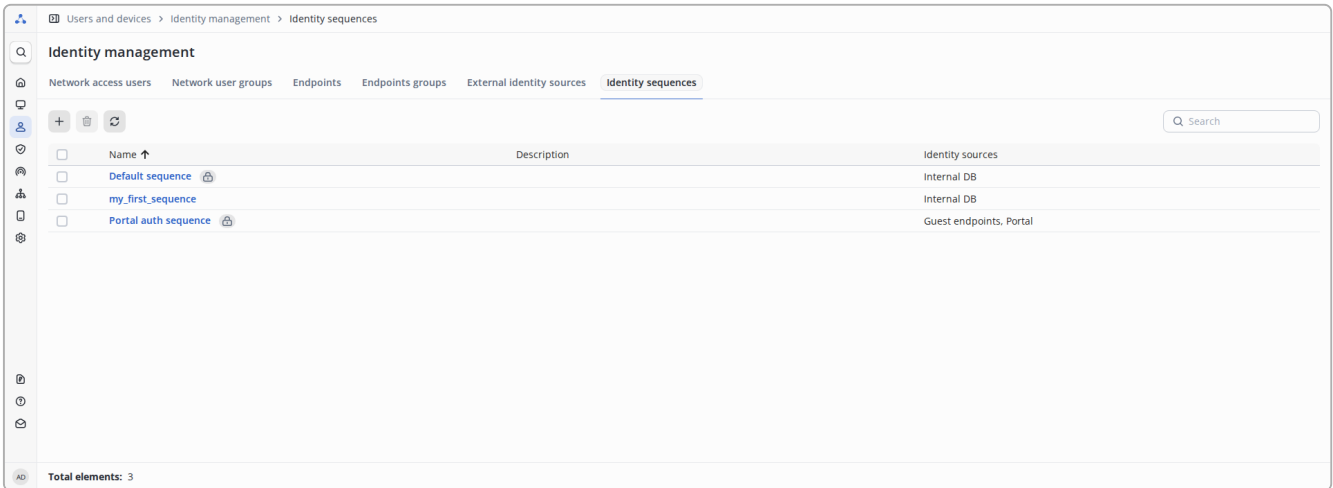 Users and devices > Identity management > Identity sequences
Identity management
Network access users Network user groups Endpoints Endpoints groups External identity sources Identity sequences
Search
Name Description Identity sources
Default sequence Internal DB
my_first_sequence Internal DB
Portal auth sequence Guest endpoints, Portal
AD Total elements: 3